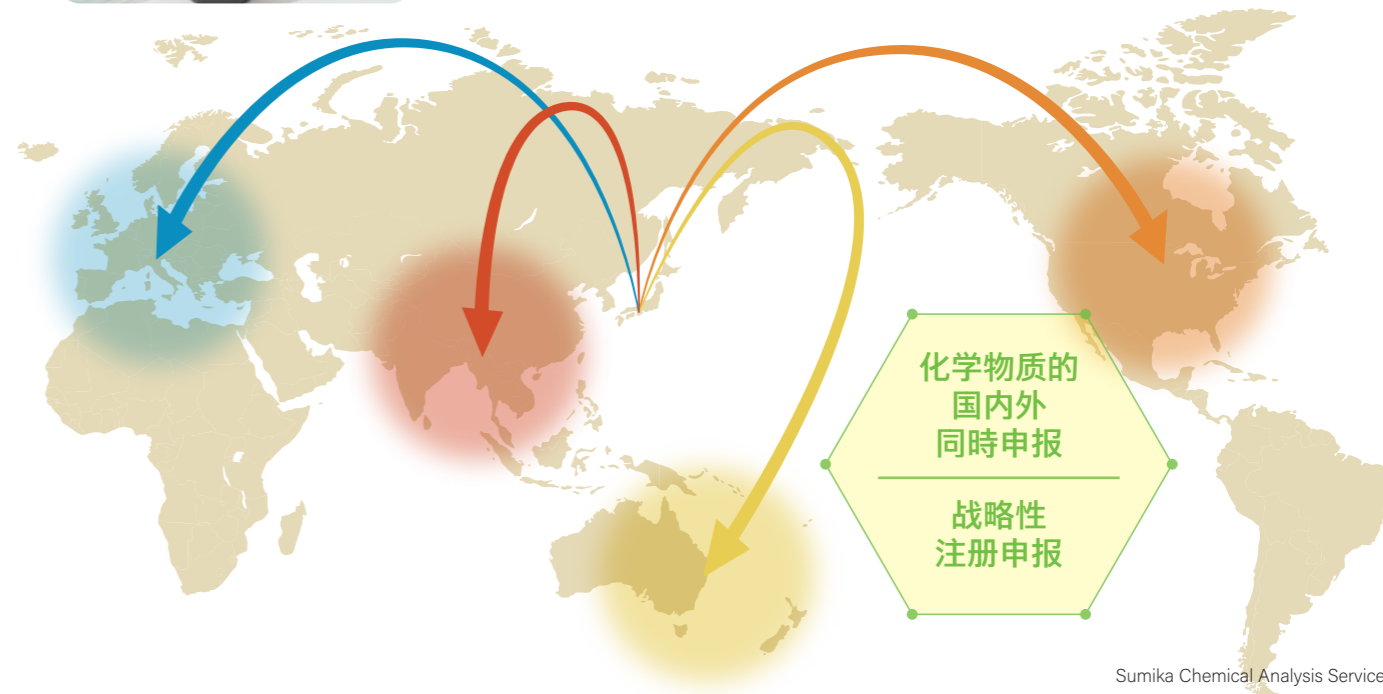 化学物质的
国内外
同時申报
战略性
注册申报
Sumika Chemical Analysis Service